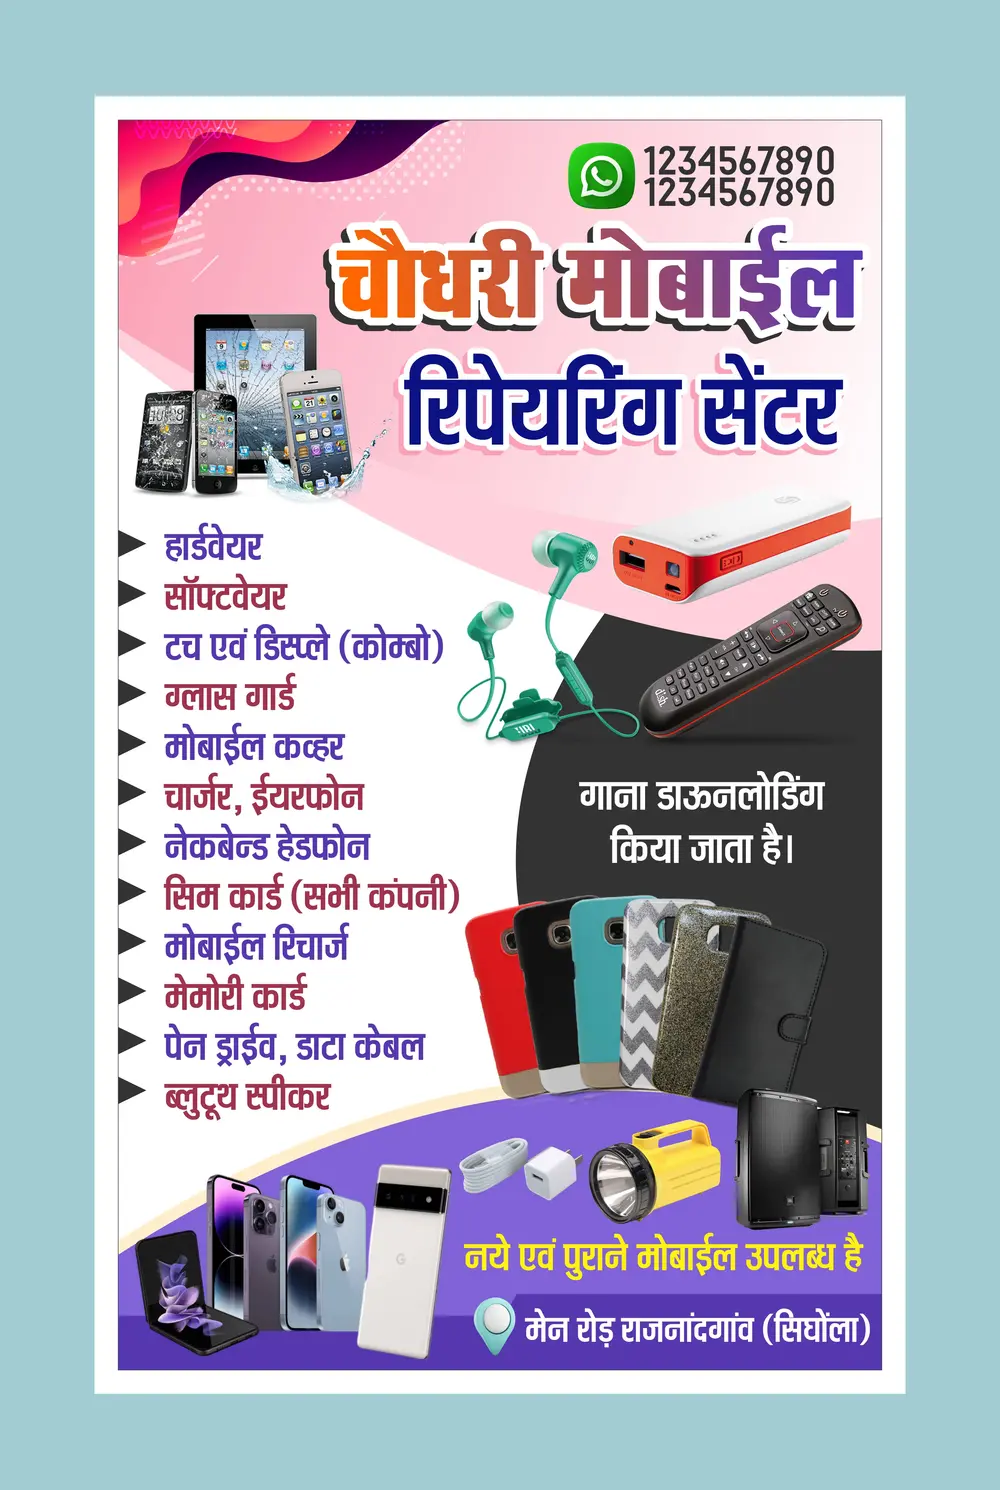 1234567890
1234567890
चौधरी मोबाईल
रिपेयरिंग सेंटर
हार्डवेयर
सॉफ्टवेयर
टच एवं डिस्प्ले (कोम्बो)
ग्लास गार्ड
मोबाईल कव्हर
चार्जर, ईयरफोन
नेकबेन्ड हेडफोन
सिम कार्ड (सभी कंपनी)
मोबाईल रिचार्ज
मेमोरी कार्ड
पेन ड्राईव, डाटा केबल
ब्लुटूथ स्पीकर
dish
गाना डाऊनलोडिंग
किया जाता है।
नये एवं पुराने मोबाईल उपलब्ध है
मेन रोड़ राजनांदगांव (सिघोंला)